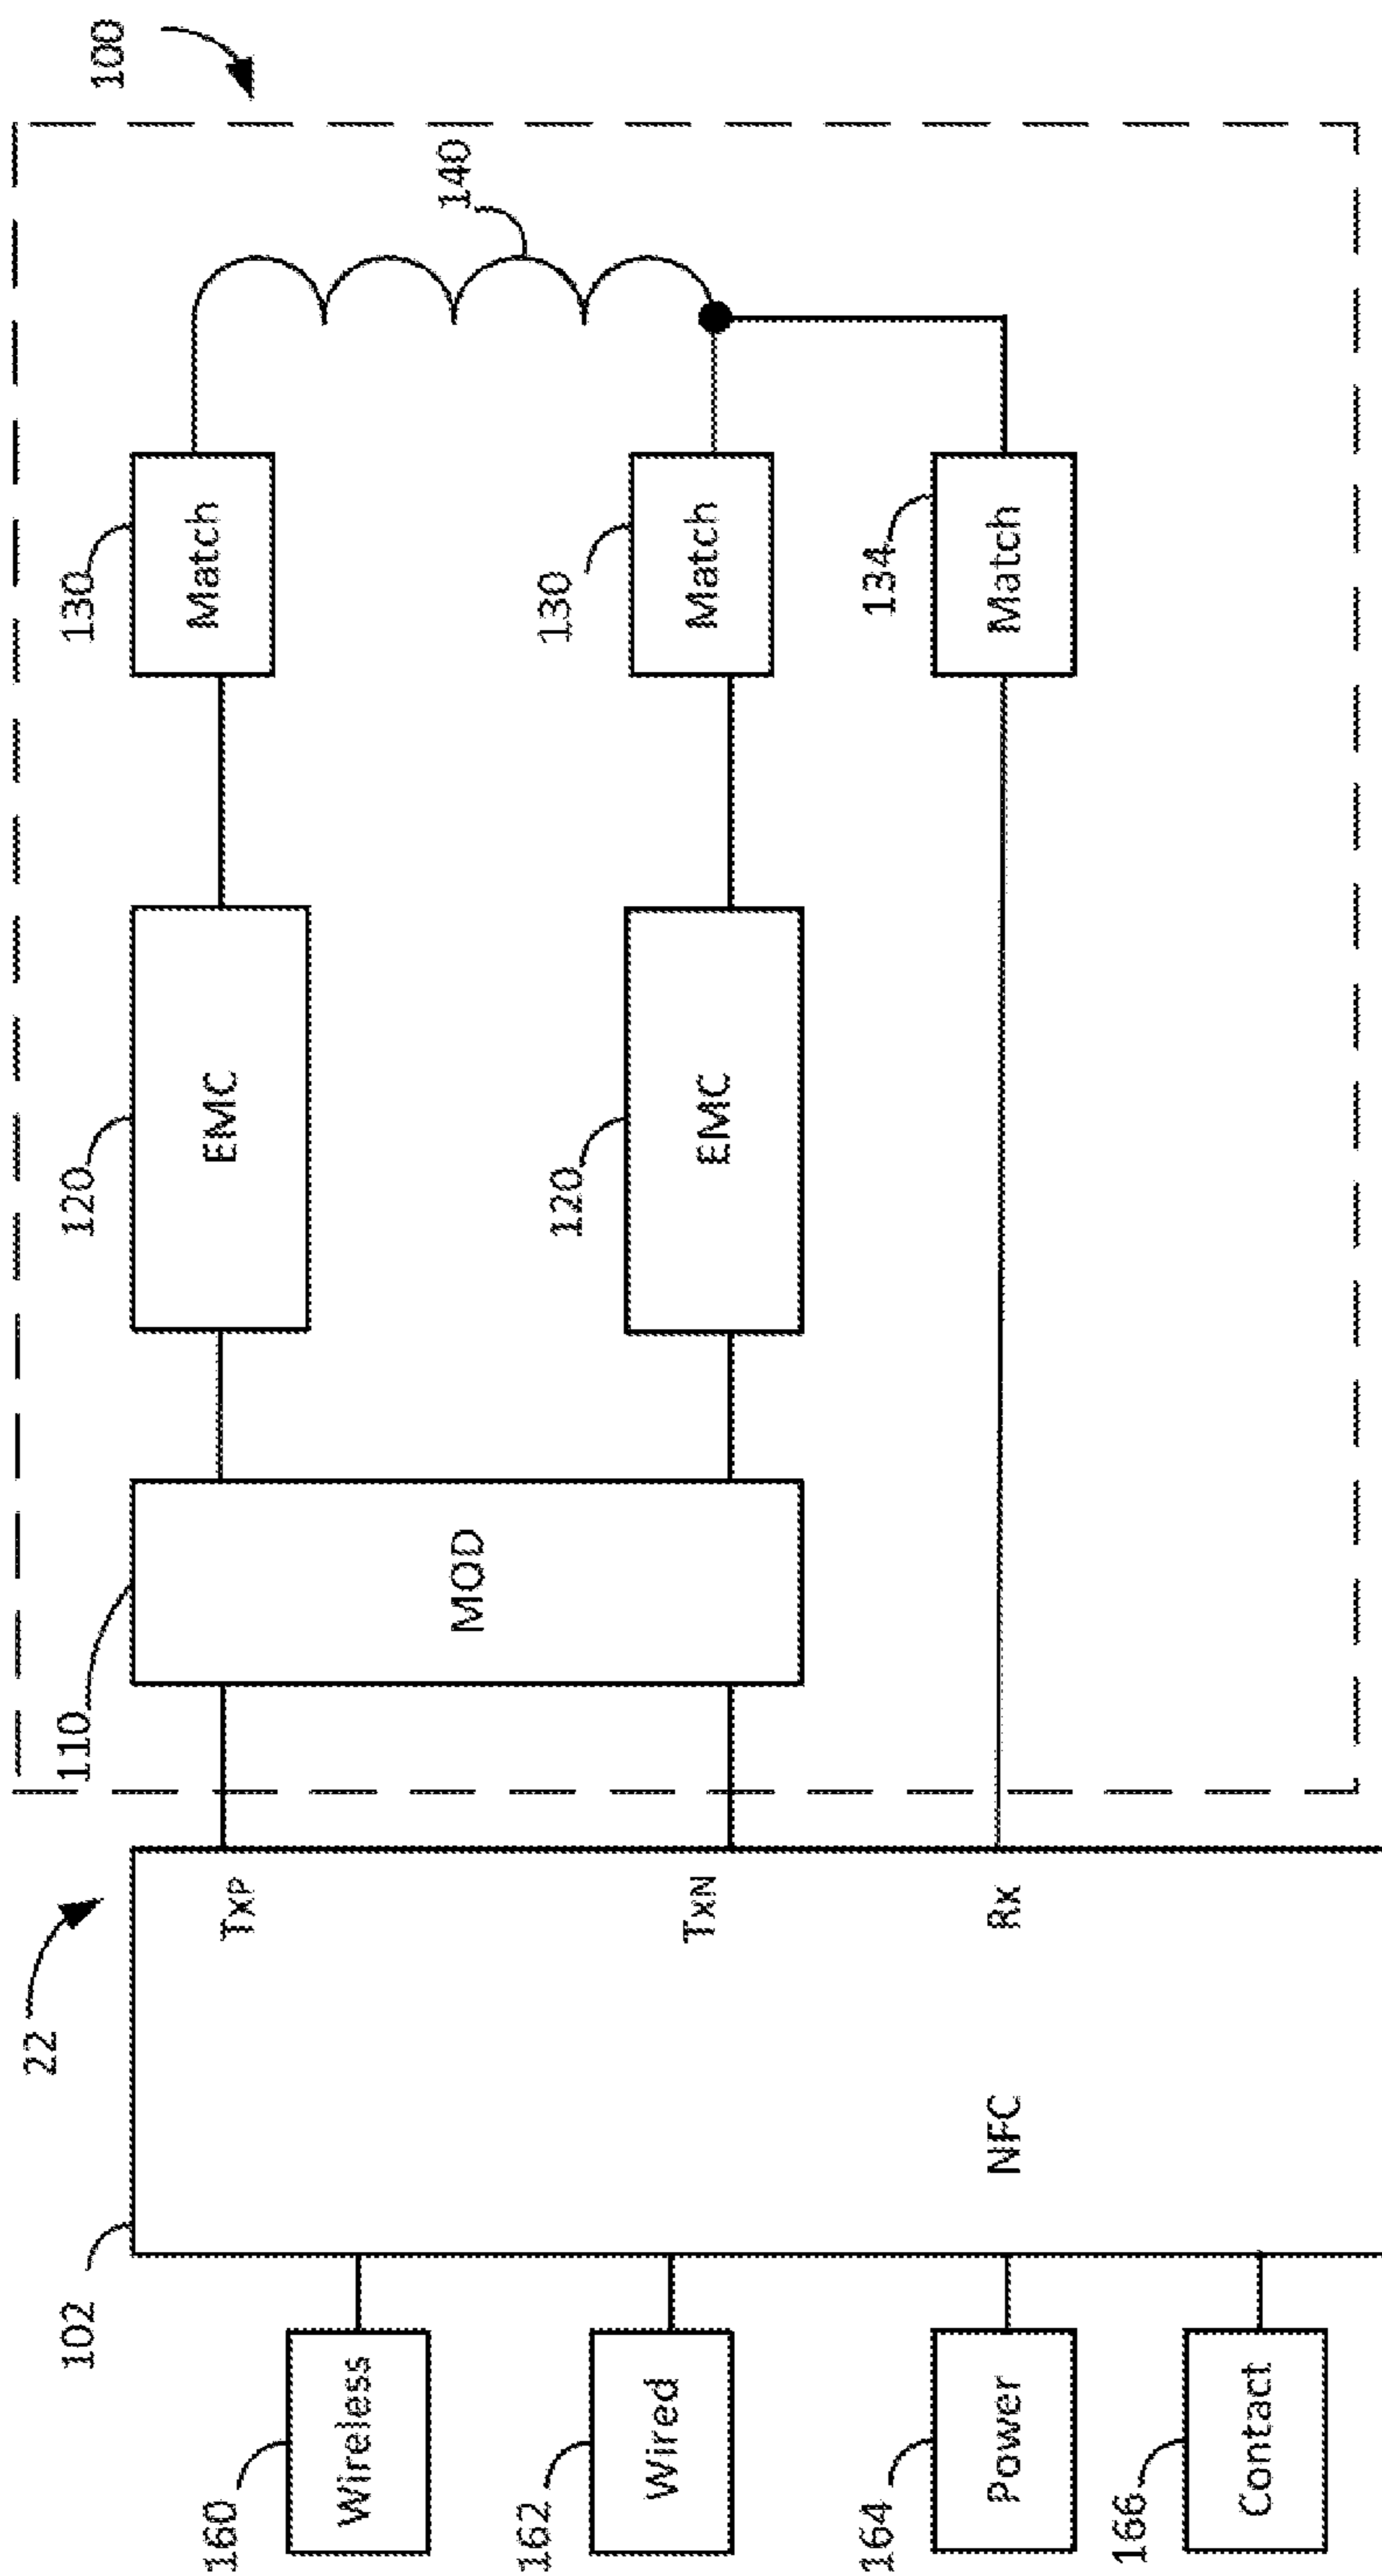 22
100
102
110
120
130
140
TxP
MOD
EMC
Match
160
Wireless
162
Wired
TxN
120
EMC
130
Match
164
Power
NFC
Rx
134
Match
166
Contact